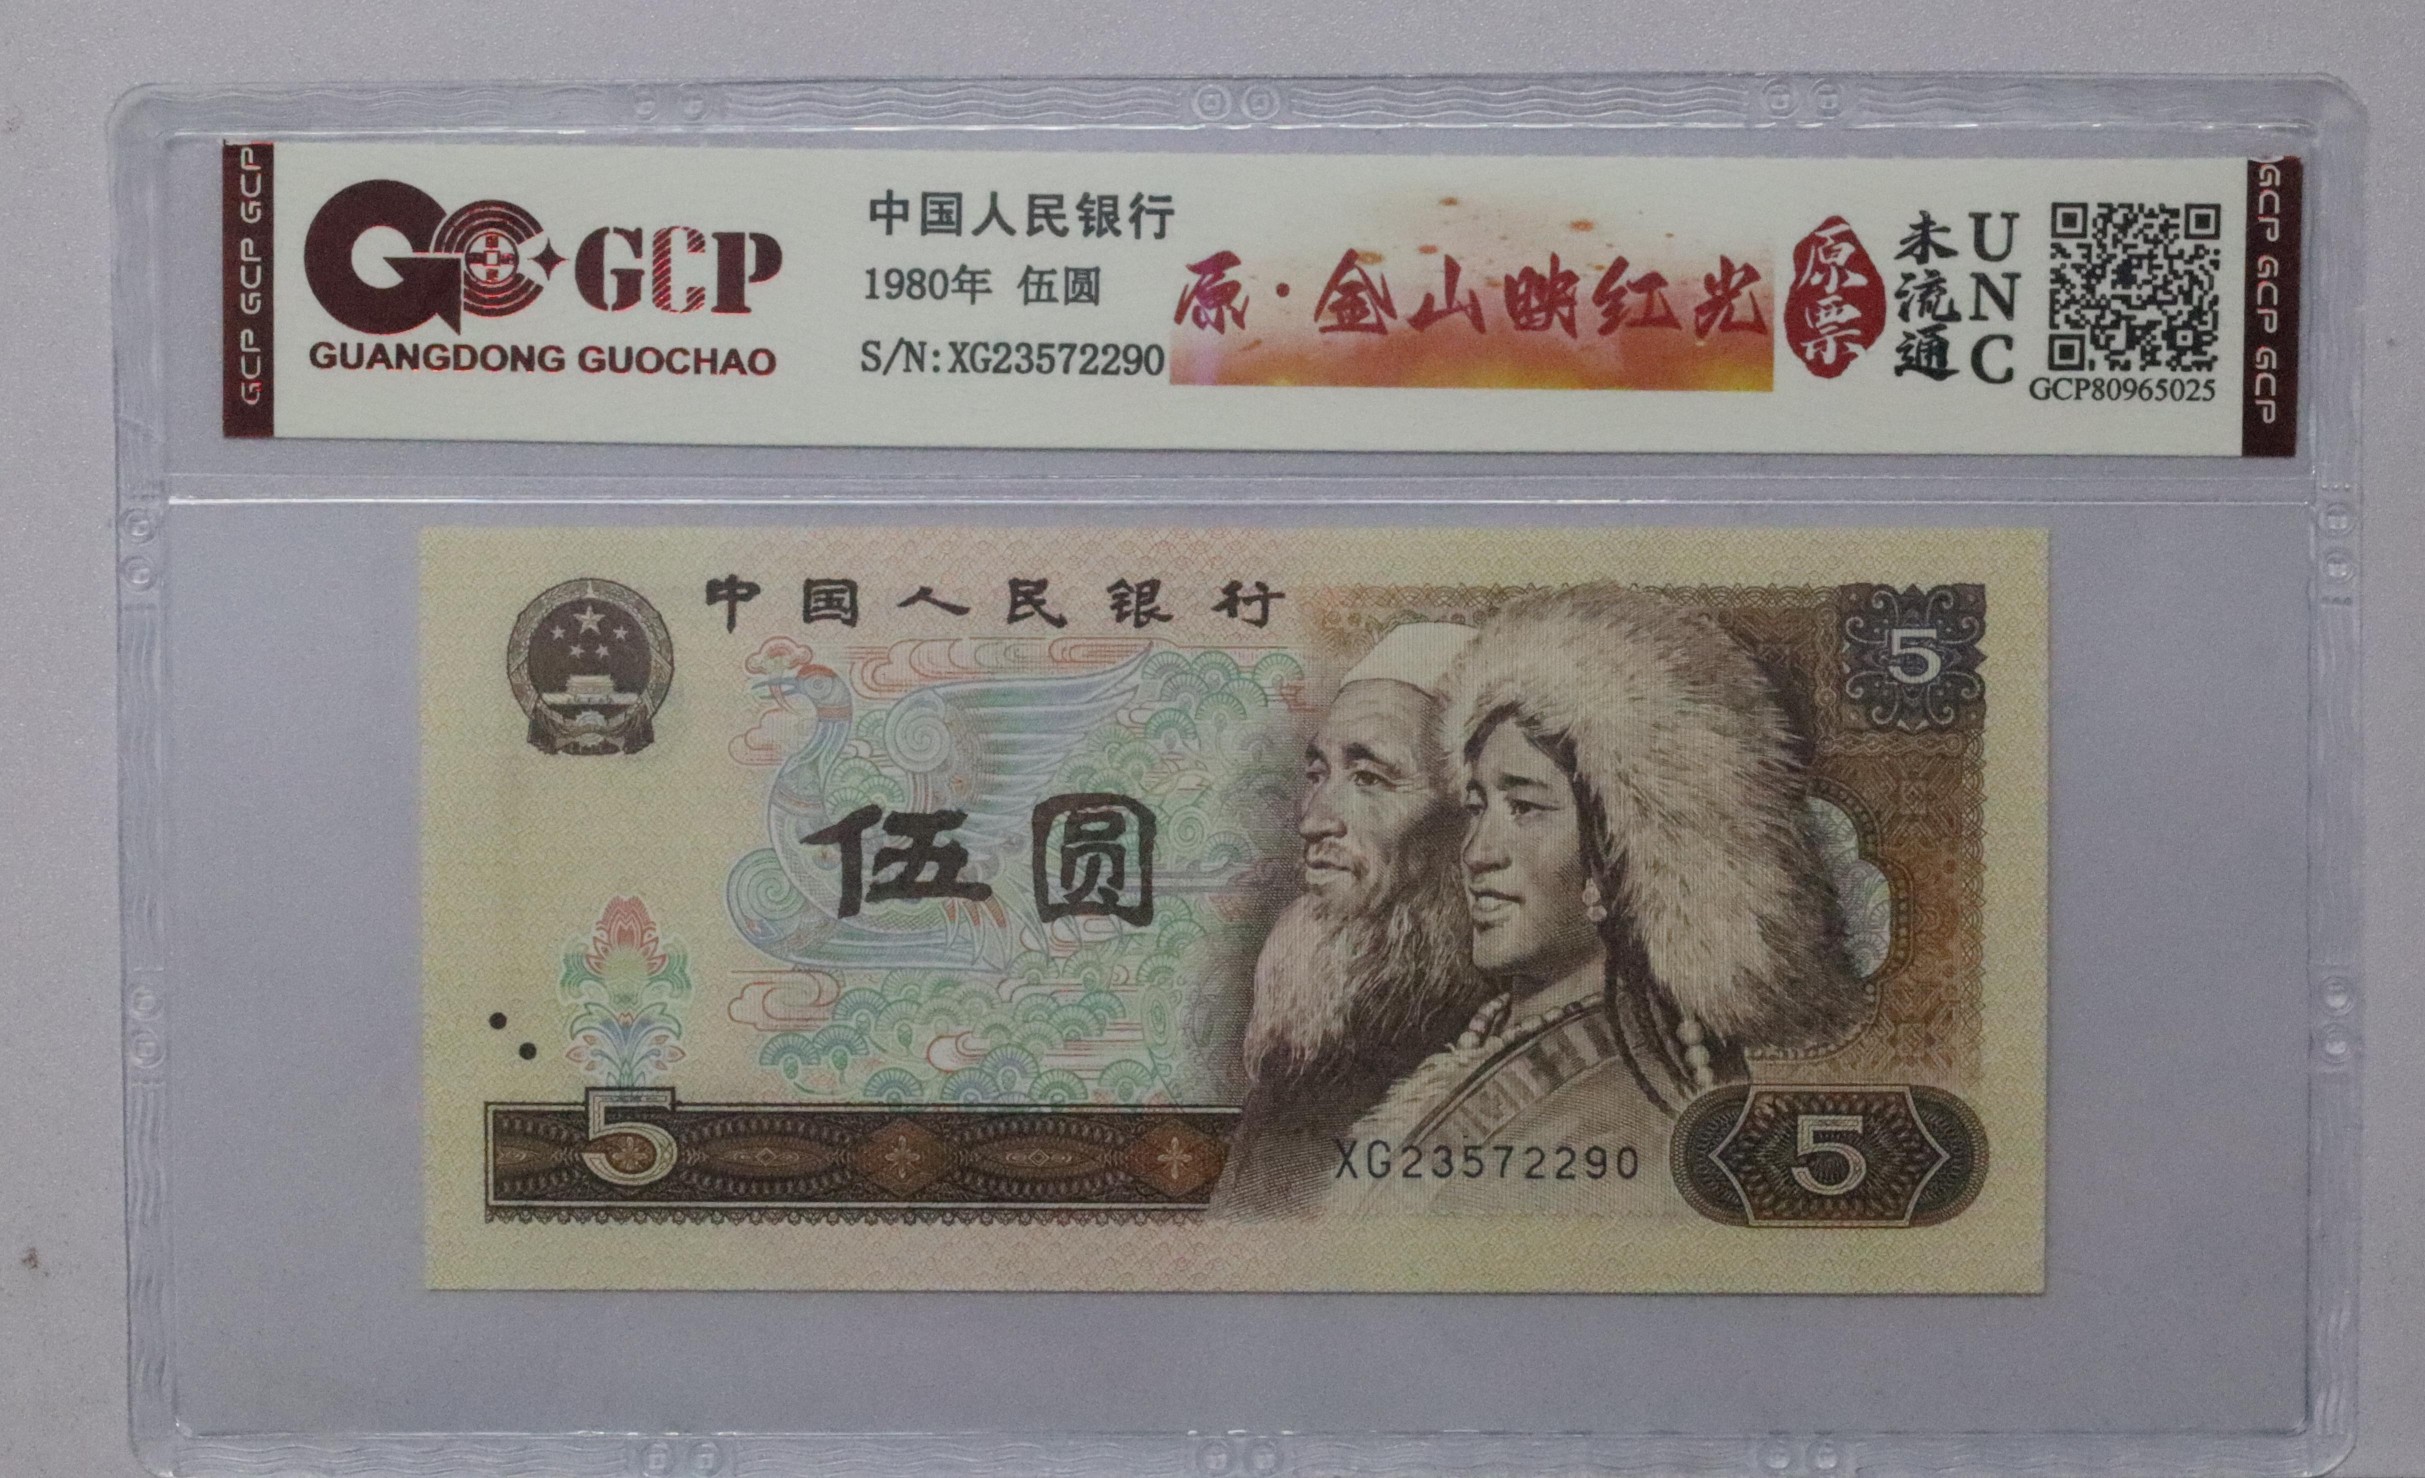 GCP GCP GCP
GCP
GUANGDONG GUOCHAO
中国人民银行
1980年 伍圆
S/N:XG23572290
原·金山映红光
原票
未流通
UNC
GCP80965025
GCP GCP GCP
中国人民银行
5
伍圆
5
XG23572290
5